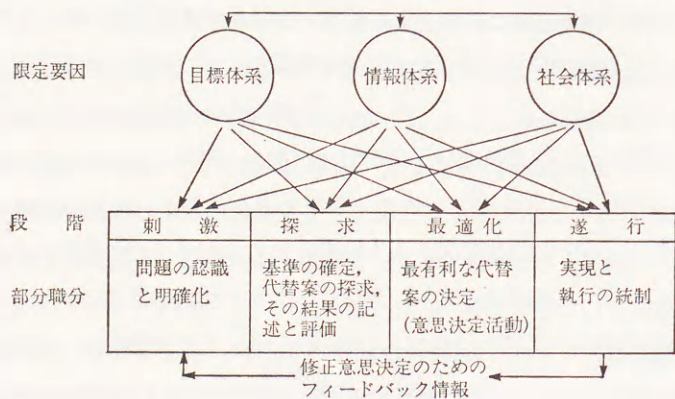 限定要因
目標体系
情報体系
社会体系
段　階
刺　激
探　求
最適化
遂　行
部分職分
問題の認識
と明確化
基準の確定,
代替案の探求,
その結果の記
述と評価
最有利な代替
案の決定
(意思決定活動)
実現と
執行の統制
修正意思決定のための
フィードバック情報